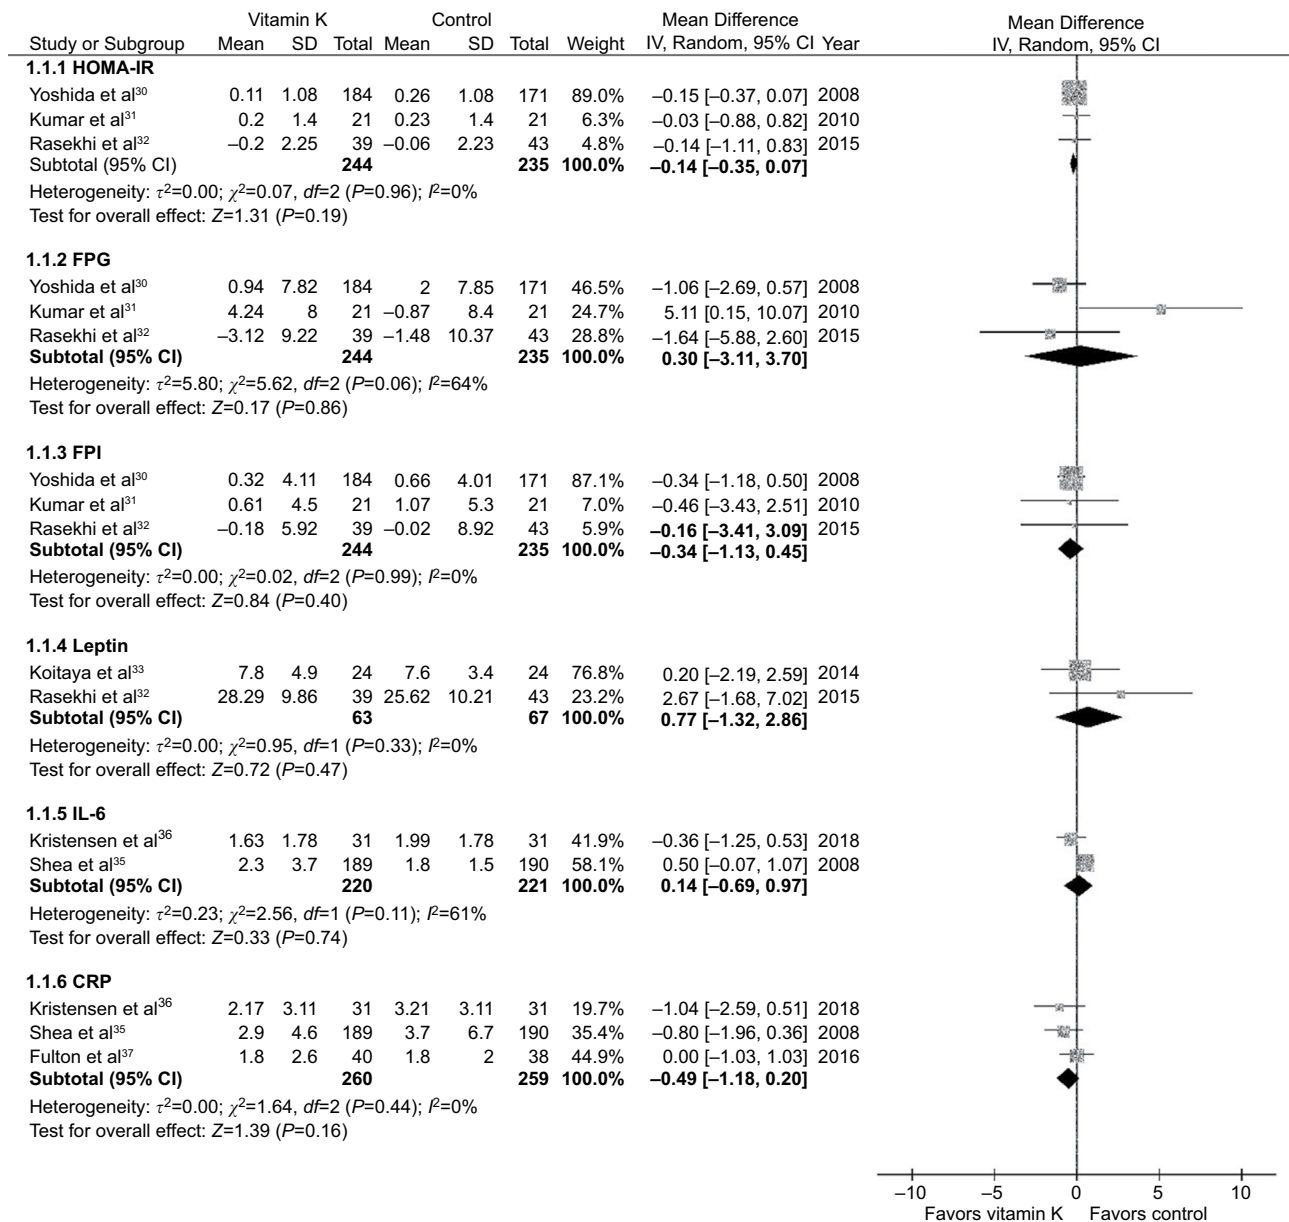 Vitamin K Control Mean Difference Mean Difference
Study or Subgroup Mean SD Total Mean SD Total Weight IV, Random, 95% CI Year IV, Random, 95% CI
1.1.1 HOMA-IR
Yoshida et al³⁰ 0.11 1.08 184 0.26 1.08 171 89.0% –0.15 [–0.37, 0.07] 2008
Kumar et al³¹ 0.2 1.4 21 0.23 1.4 21 6.3% –0.03 [–0.88, 0.82] 2010
Rasekhi et al³² –0.2 2.25 39 –0.06 2.23 43 4.8% –0.14 [–1.11, 0.83] 2015
Subtotal (95% CI) 244 235 100.0% –0.14 [–0.35, 0.07]
Heterogeneity: τ²=0.00; χ²=0.07, df=2 (P=0.96); I²=0%
Test for overall effect: Z=1.31 (P=0.19)
1.1.2 FPG
Yoshida et al³⁰ 0.94 7.82 184 2 7.85 171 46.5% –1.06 [–2.69, 0.57] 2008
Kumar et al³¹ 4.24 8 21 –0.87 8.4 21 24.7% 5.11 [0.15, 10.07] 2010
Rasekhi et al³² –3.12 9.22 39 –1.48 10.37 43 28.8% –1.64 [–5.88, 2.60] 2015
Subtotal (95% CI) 244 235 100.0% 0.30 [–3.11, 3.70]
Heterogeneity: τ²=5.80; χ²=5.62, df=2 (P=0.06); I²=64%
Test for overall effect: Z=0.17 (P=0.86)
1.1.3 FPI
Yoshida et al³⁰ 0.32 4.11 184 0.66 4.01 171 87.1% –0.34 [–1.18, 0.50] 2008
Kumar et al³¹ 0.61 4.5 21 1.07 5.3 21 7.0% –0.46 [–3.43, 2.51] 2010
Rasekhi et al³² –0.18 5.92 39 –0.02 8.92 43 5.9% –0.16 [–3.41, 3.09] 2015
Subtotal (95% CI) 244 235 100.0% –0.34 [–1.13, 0.45]
Heterogeneity: τ²=0.00; χ²=0.02, df=2 (P=0.99); I²=0%
Test for overall effect: Z=0.84 (P=0.40)
1.1.4 Leptin
Koitaya et al³³ 7.8 4.9 24 7.6 3.4 24 76.8% 0.20 [–2.19, 2.59] 2014
Rasekhi et al³² 28.29 9.86 39 25.62 10.21 43 23.2% 2.67 [–1.68, 7.02] 2015
Subtotal (95% CI) 63 67 100.0% 0.77 [–1.32, 2.86]
Heterogeneity: τ²=0.00; χ²=0.95, df=1 (P=0.33); I²=0%
Test for overall effect: Z=0.72 (P=0.47)
1.1.5 IL-6
Kristensen et al³⁶ 1.63 1.78 31 1.99 1.78 31 41.9% –0.36 [–1.25, 0.53] 2018
Shea et al³⁵ 2.3 3.7 189 1.8 1.5 190 58.1% 0.50 [–0.07, 1.07] 2008
Subtotal (95% CI) 220 221 100.0% 0.14 [–0.69, 0.97]
Heterogeneity: τ²=0.23; χ²=2.56, df=1 (P=0.11); I²=61%
Test for overall effect: Z=0.33 (P=0.74)
1.1.6 CRP
Kristensen et al³⁶ 2.17 3.11 31 3.21 3.11 31 19.7% –1.04 [–2.59, 0.51] 2018
Shea et al³⁵ 2.9 4.6 189 3.7 6.7 190 35.4% –0.80 [–1.96, 0.36] 2008
Fulton et al³⁷ 1.8 2.6 40 1.8 2 38 44.9% 0.00 [–1.03, 1.03] 2016
Subtotal (95% CI) 260 259 100.0% –0.49 [–1.18, 0.20]
Heterogeneity: τ²=0.00; χ²=1.64, df=2 (P=0.44); I²=0%
Test for overall effect: Z=1.39 (P=0.16)
–10 –5 0 5 10
Favors vitamin K Favors control